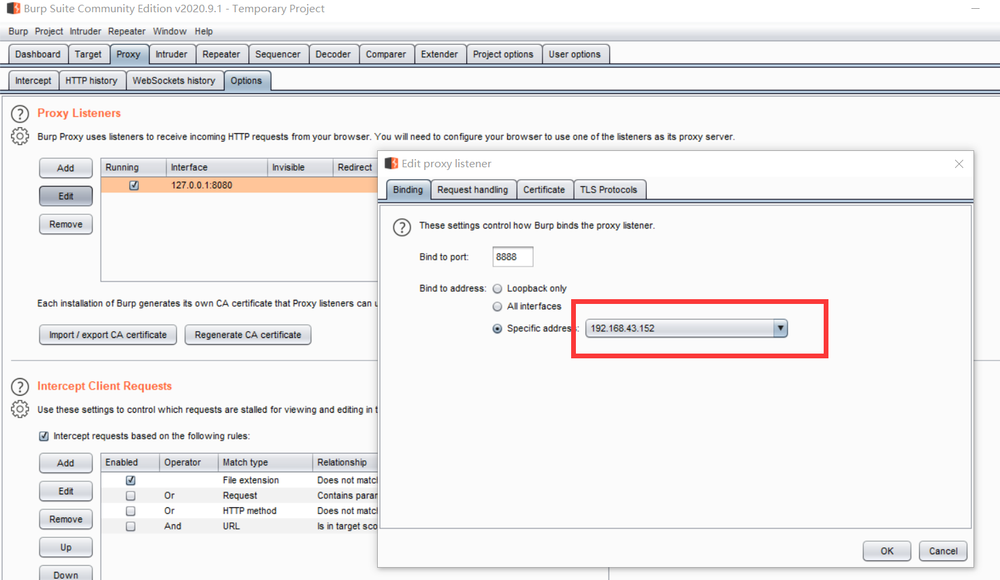 Burp Suite Community Edition v2020.9.1 - Temporary Project
Burp Project Intruder Repeater Window Help
Dashboard Target Proxy Intruder Repeater Sequencer Decoder Comparer Extender Project options User options
Intercept HTTP history WebSockets history Options
? Proxy Listeners
Burp Proxy uses listeners to receive incoming HTTP requests from your browser. You will need to configure your browser to use one of the listeners as its proxy server.
Add
Edit
Remove
Running Interface Invisible Redirect
127.0.0.1:8080
Each installation of Burp generates its own CA certificate that Proxy listeners can
Import / export CA certificate Regenerate CA certificate
? Intercept Client Requests
Use these settings to control which requests are stalled for viewing and editing in
Intercept requests based on the following rules:
Add
Edit
Remove
Up
Down
Enabled Operator Match type Relationship
File extension Does not matc
Or Request Contains parar
Or HTTP method Does not matc
And URL Is in target sco
Edit proxy listener
Binding Request handling Certificate TLS Protocols
? These settings control how Burp binds the proxy listener.
Bind to port: 8888
Bind to address: Loopback only
All interfaces
Specific address: 192.168.43.152
OK Cancel